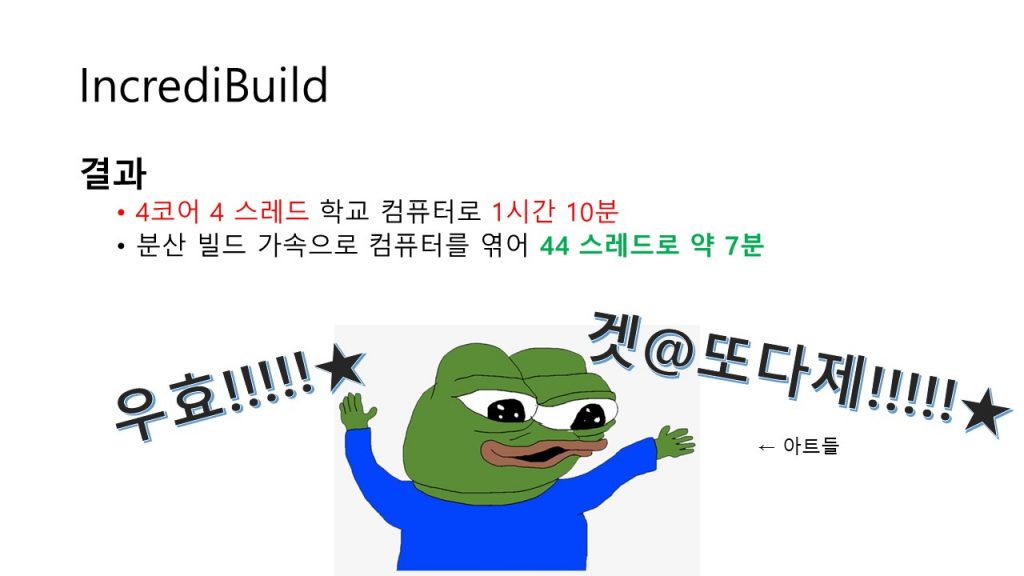 IncrediBuild
결과
• 4코어 4 스레드 학교 컴퓨터로 1시간 10분
• 분산 빌드 가속으로 컴퓨터를 엮어 44 스레드로 약 7분
우효!!!!!★
겟@또다제!!!!!★
← 아트들